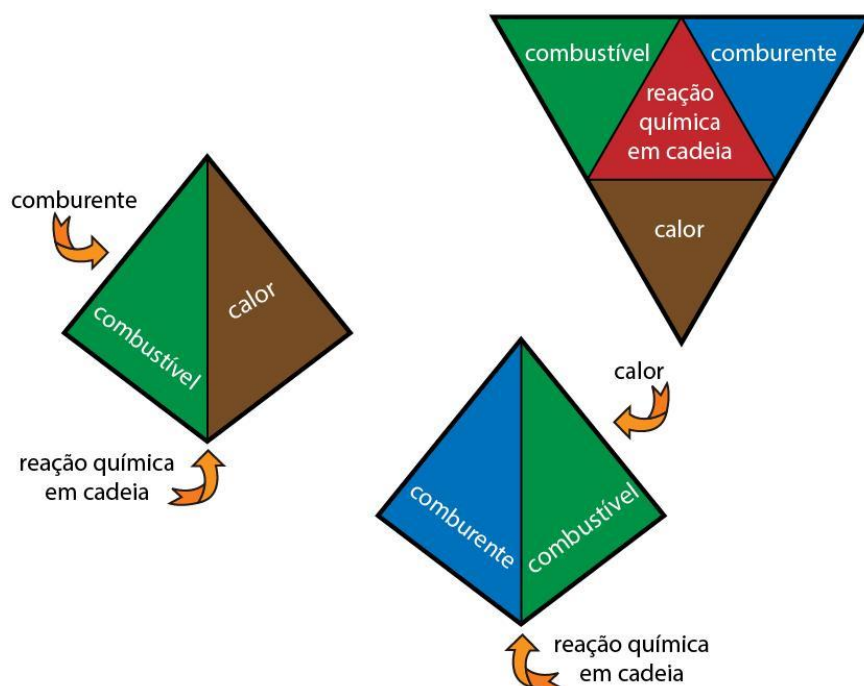 combustível
comburente
reação
química
em cadeia
calor
comburente
combustível
calor
reação química
em cadeia
calor
comburente
combustível
reação química
em cadeia